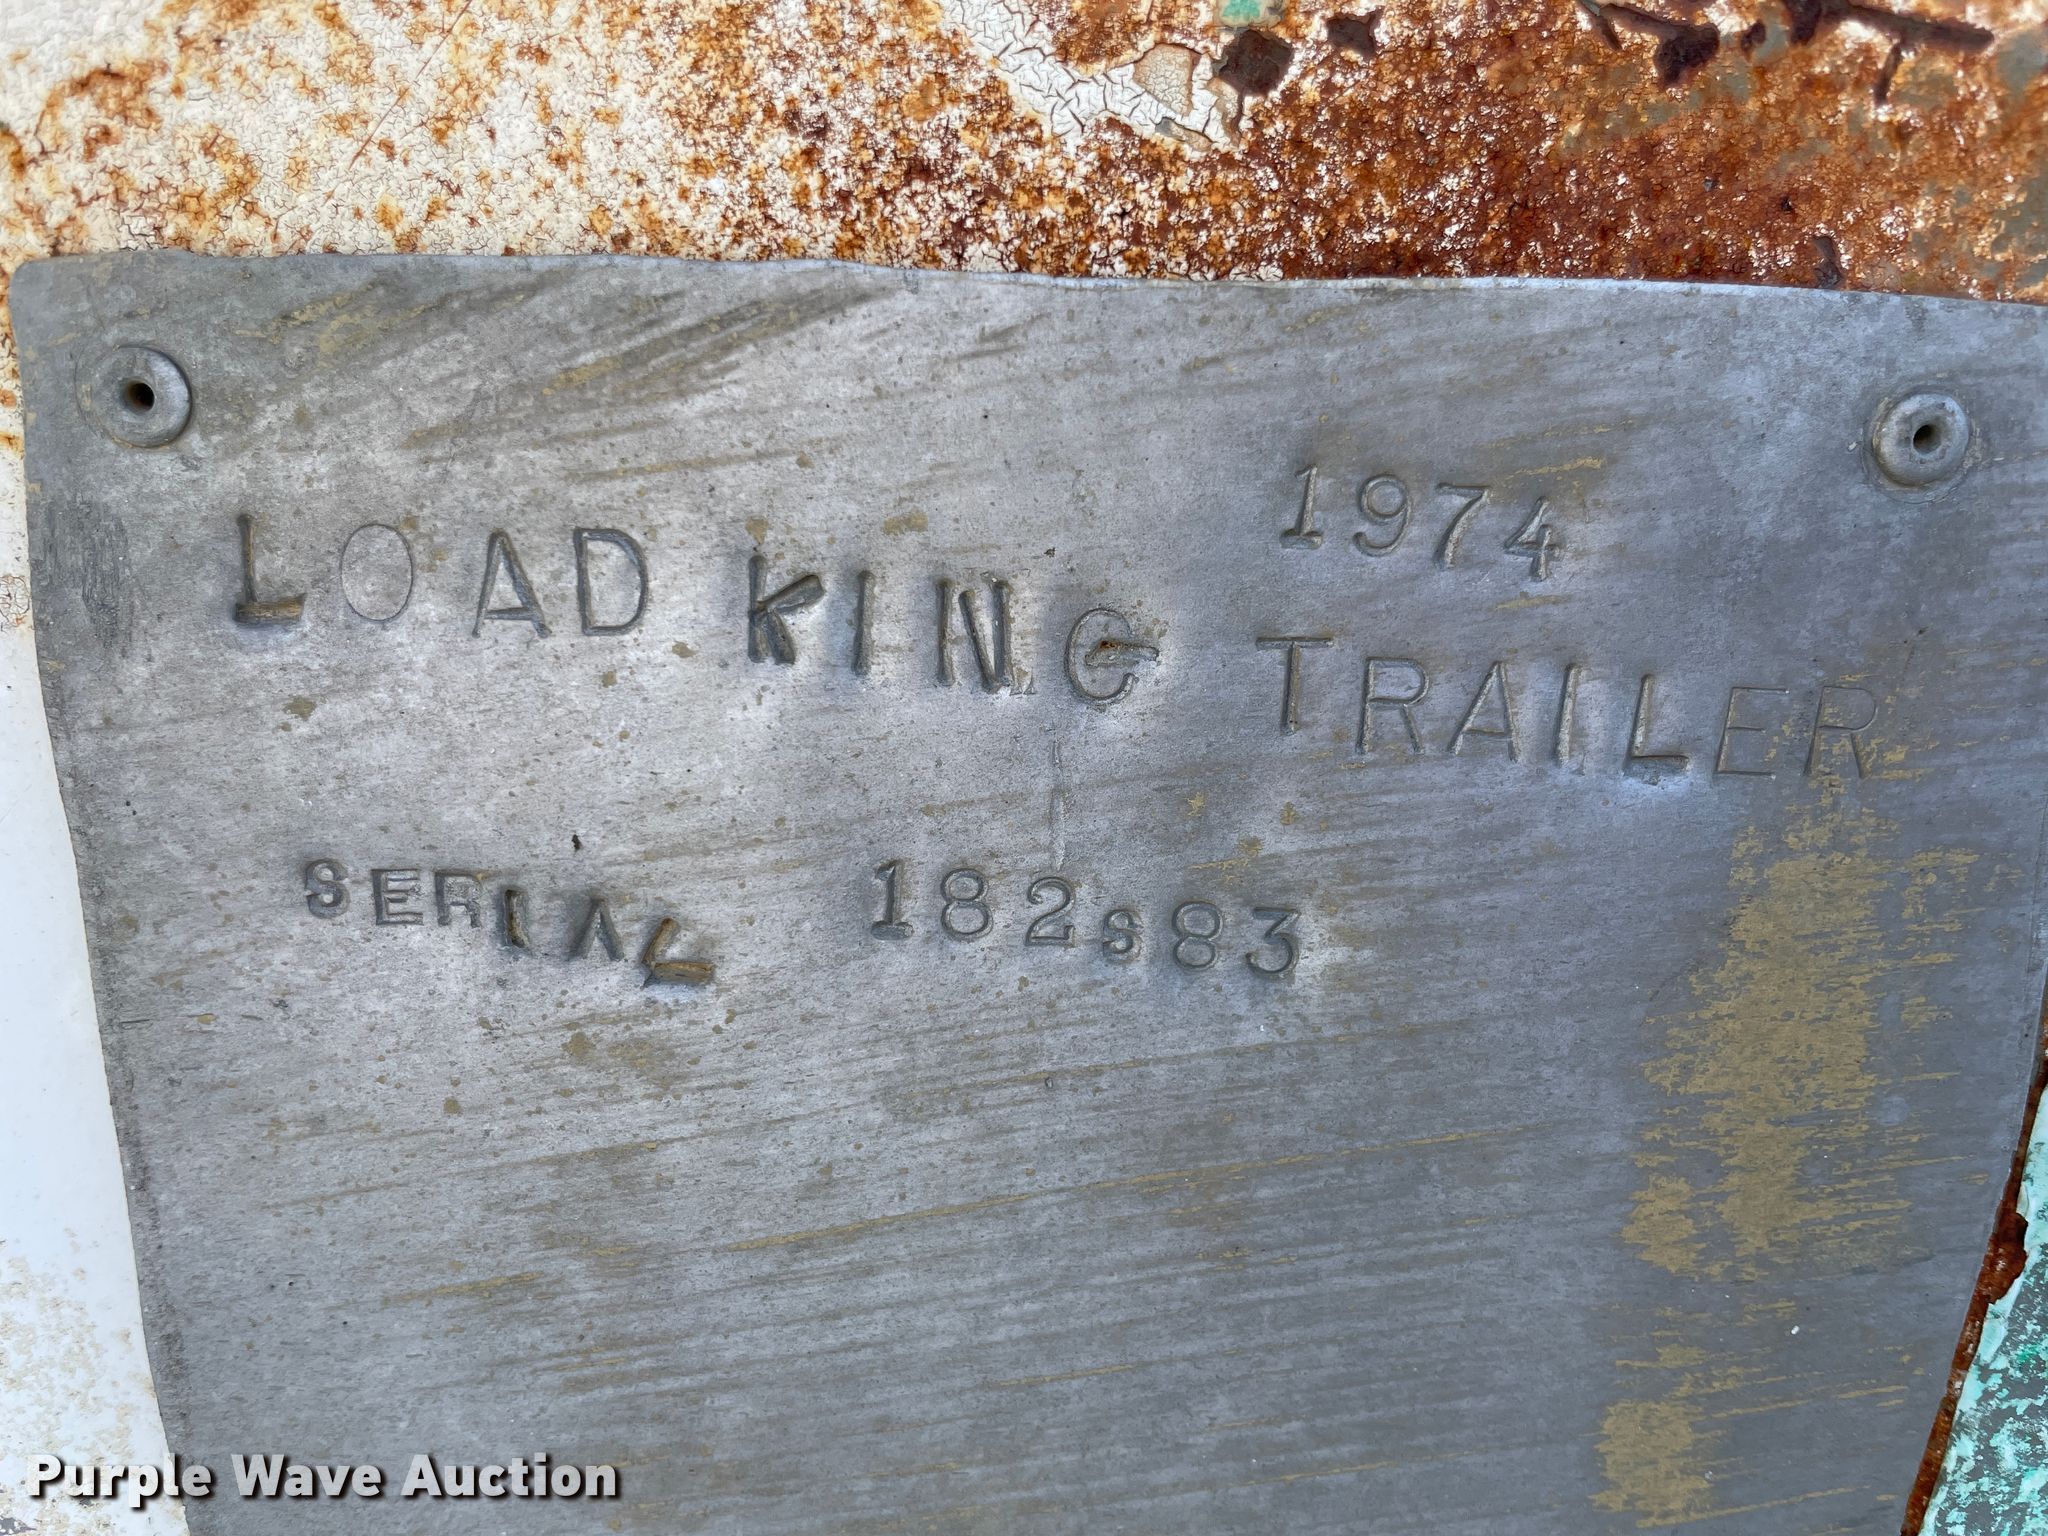 1974
LOAD KING TRAILER
SERIAL 182S83
Purple Wave Auction